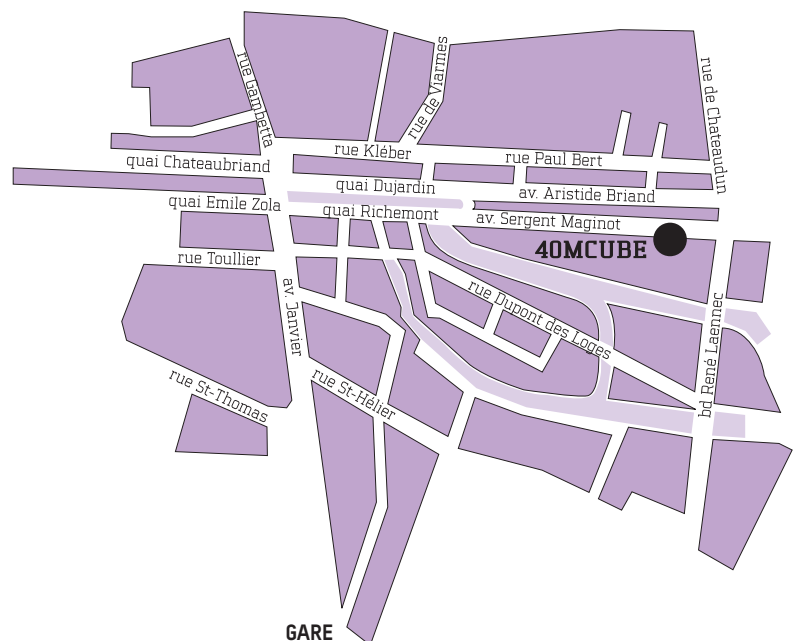 rue Gambetta
rue de Viarmes
rue de Chateaudun
rue Kléber
rue Paul Bert
quai Chateaubriand
quai Dujardin
av. Aristide Briand
quai Emile Zola
quai Richemont
av. Sergent Maginot
40MCUBE
rue Toullier
av. Janvier
rue Dupont des Loges
bd René Laennec
rue St-Thomas
rue St-Hélier
GARE